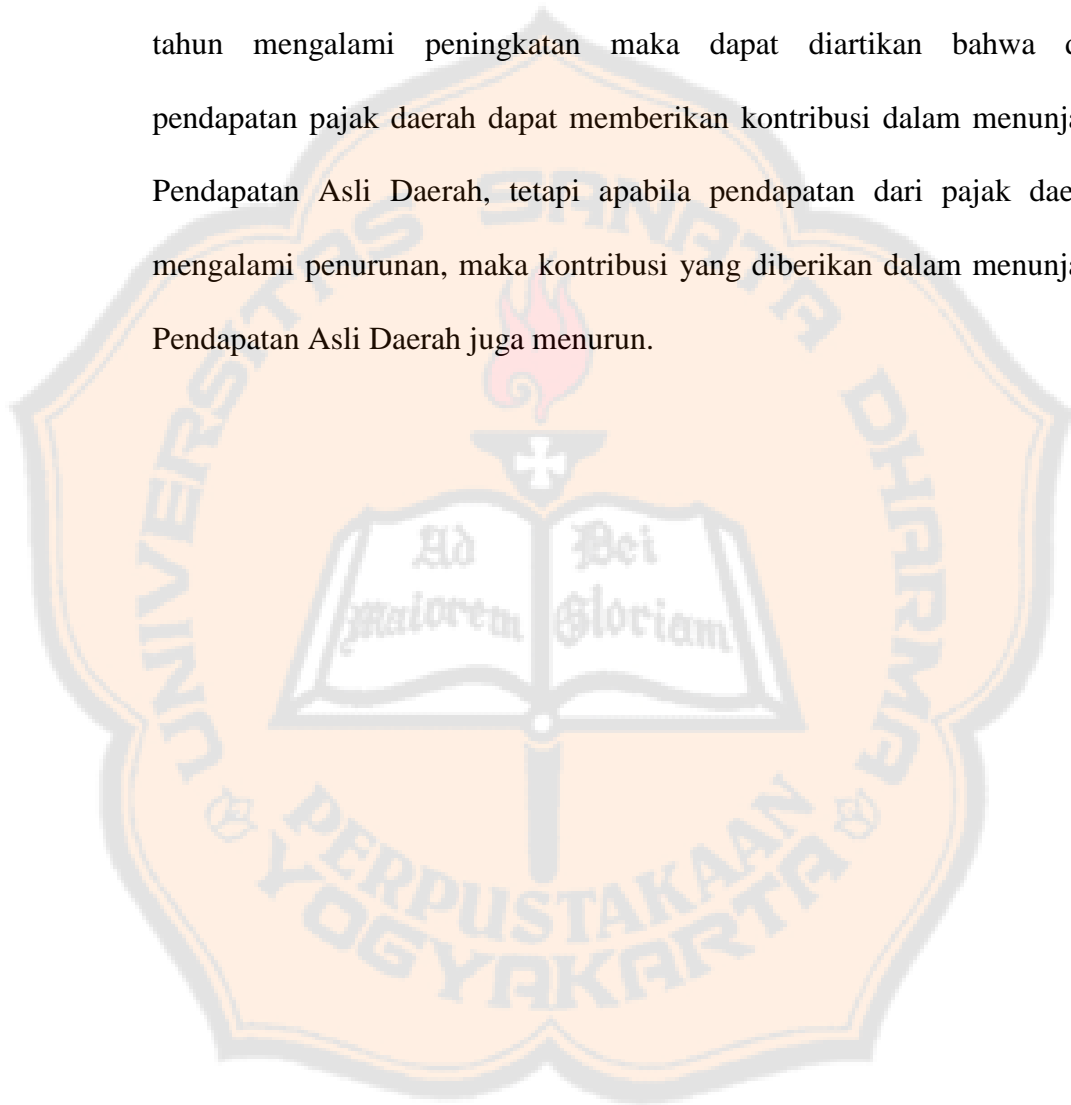 tahun mengalami peningkatan maka dapat diartikan bahwa
pendapatan pajak daerah dapat memberikan kontribusi dalam
Pendapatan Asli Daerah, tetapi apabila pendapatan dari pajak
mengalami penurunan, maka kontribusi yang diberikan dalam
Pendapatan Asli Daerah juga menurun.
UNIVERSITAS SANATA DHARMA
Ad Dei
Maiorem Gloriam
PERPUSTAKAAN
YOGYAKARTA